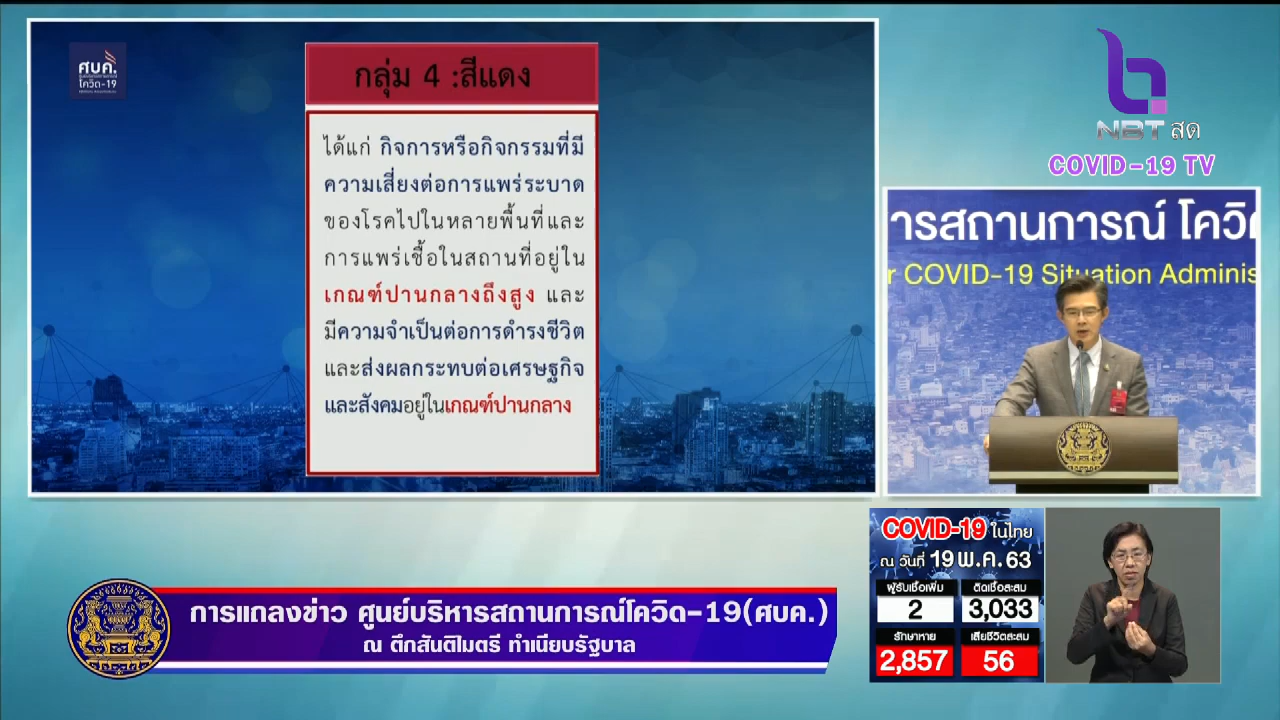 ศบค.
โควิด-19
กลุ่ม 4 :สีแดง
ได้แก่ กิจการหรือกิจกรรมที่มี
ความเสี่ยงต่อการแพร่ระบาด
ของโรคไปในหลายพื้นที่และ
การแพร่เชื้อในสถานที่อยู่ใน
เกณฑ์ปานกลางถึงสูง และ
มีความจำเป็นต่อการดำรงชีวิต
และส่งผลกระทบต่อเศรษฐกิจ
และสังคมอยู่ในเกณฑ์ปานกลาง
NBT สด
COVID-19 TV
ารสถานการณ์ โควิด
r COVID-19 Situation Adminis
COVID-19 ในไทย
ณ วันที่ 19 พ.ค. 63
ผู้รับเชื้อเพิ่ม ติดเชื้อสะสม
2 3,033
รักษาหาย เสียชีวิตสะสม
2,857 56
การแถลงข่าว ศูนย์บริหารสถานการณ์โควิด-19(ศบค.)
ณ ตึกสันติไมตรี ทำเนียบรัฐบาล